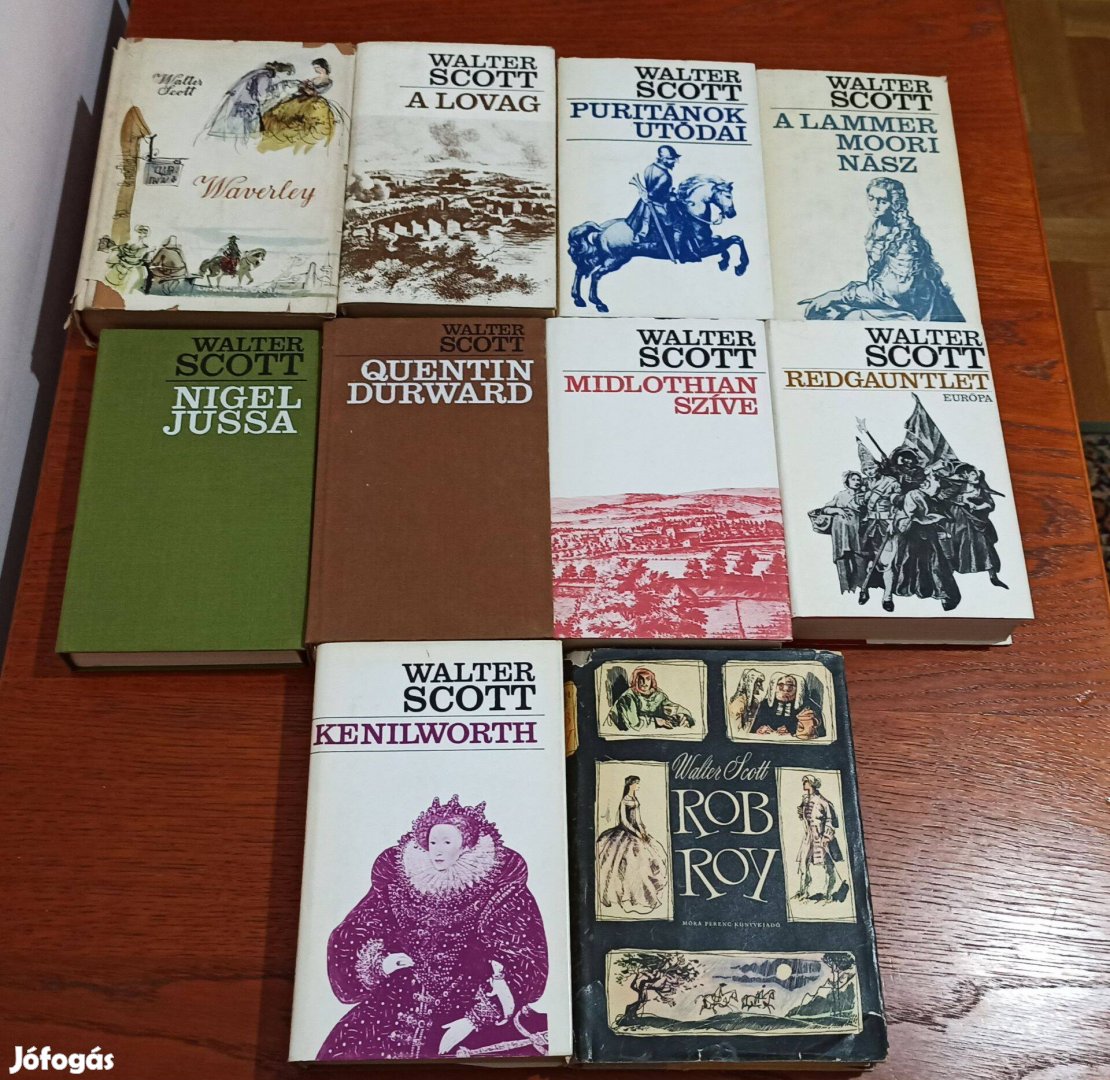 Walter
Scott
Waverley
WALTER
SCOTT
A LOVAG
WALTER
SCOTT
PURITÁNOK
UTÓDAI
WALTER
SCOTT
A LAMMER
MOORI
NÁSZ
WALTER
SCOTT
NIGEL
JUSSA
WALTER
SCOTT
QUENTIN
DURWARD
WALTER
SCOTT
MIDLOTHIAN
SZÍVE
WALTER
SCOTT
REDGAUNTLET
EURÓPA
WALTER
SCOTT
KENILWORTH
Walter Scott
ROB
ROY
MÓRA FERENC KÖNYVKIADÓ
Jófogás